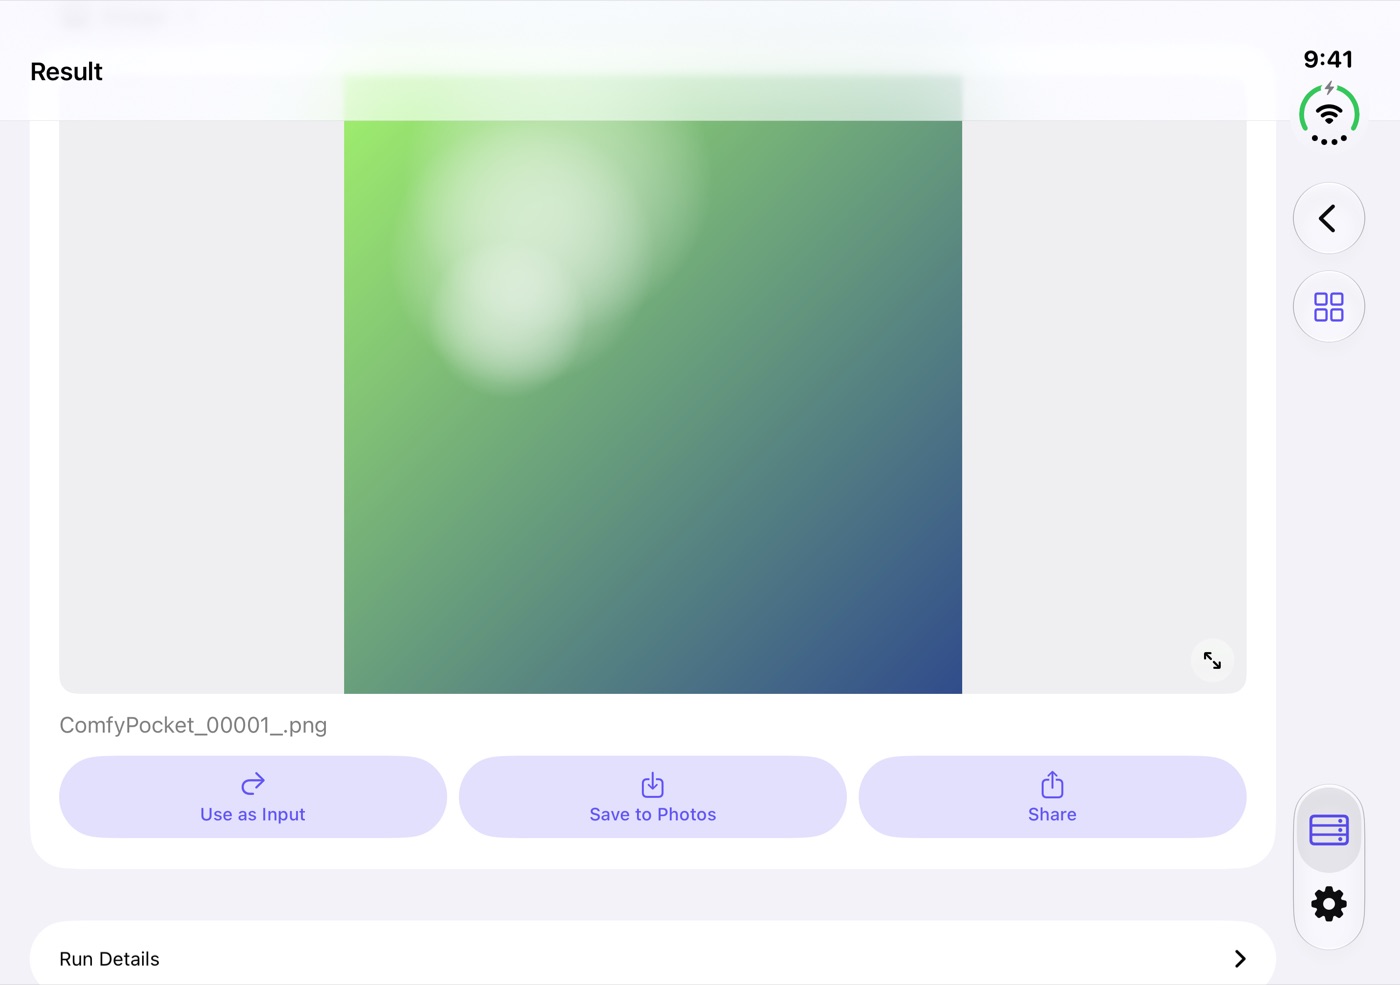 Result
9:41
ComfyPocket_00001_.png
Use as Input
Save to Photos
Share
Run Details